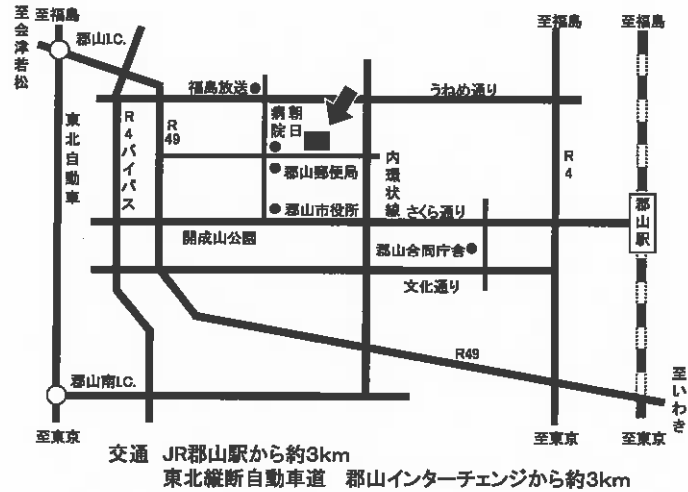 至会津若松
至福島
郡山I.C.
東北自動車
R4バイパス
R49
福島放送
朝日病院
郡山郵便局
郡山市役所
うねめ通り
内環状線
さくら通り
開成山公園
郡山合同庁舎
文化通り
至福島
R4
至福島
郡山駅
R49
郡山南I.C.
至いわき
至東京
至東京
至東京
交通 JR郡山駅から約3km
東北縦断自動車道 郡山インターチェンジから約3km